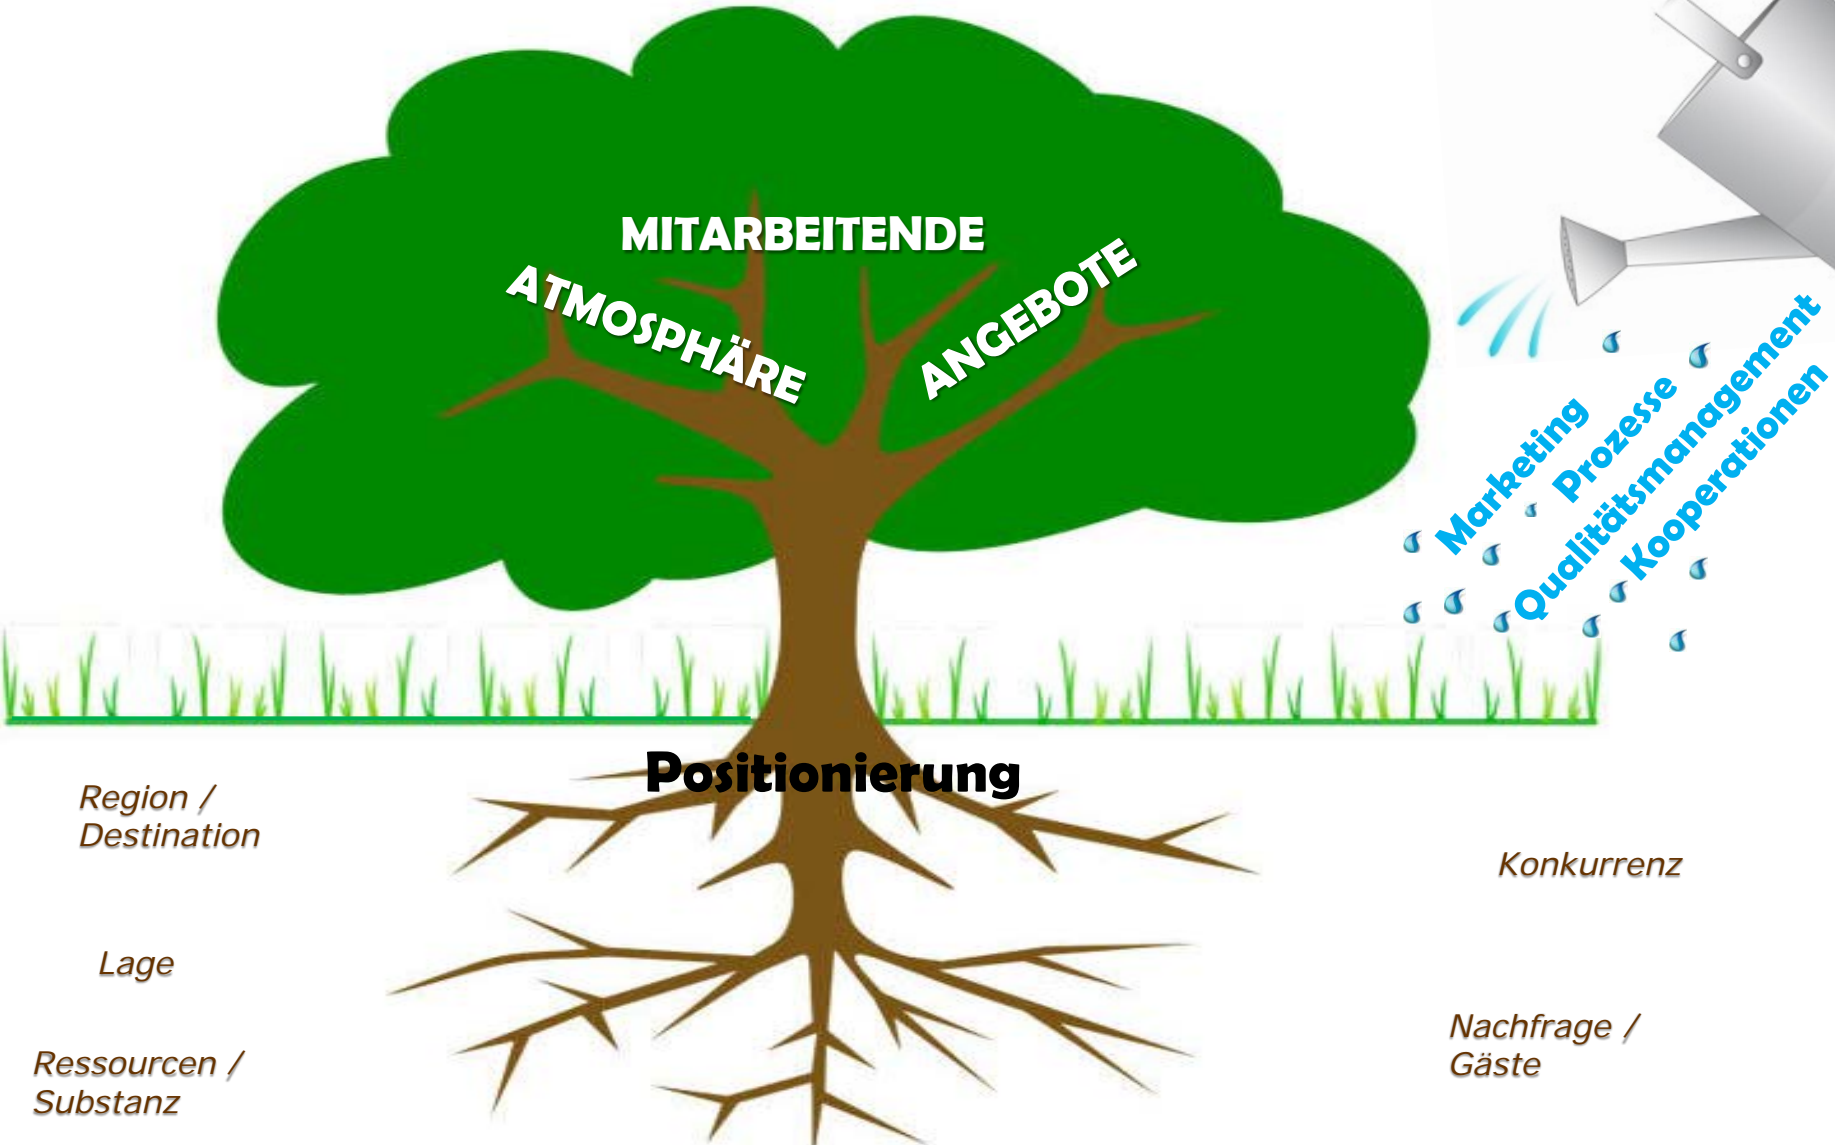 MITARBEITENDE
ATMOSPHÄRE
ANGEBOTE
Marketing
Prozesse
Qualitätsmanagement
Kooperationen
Positionierung
Region /
Destination
Lage
Ressourcen /
Substanz
Konkurrenz
Nachfrage /
Gäste